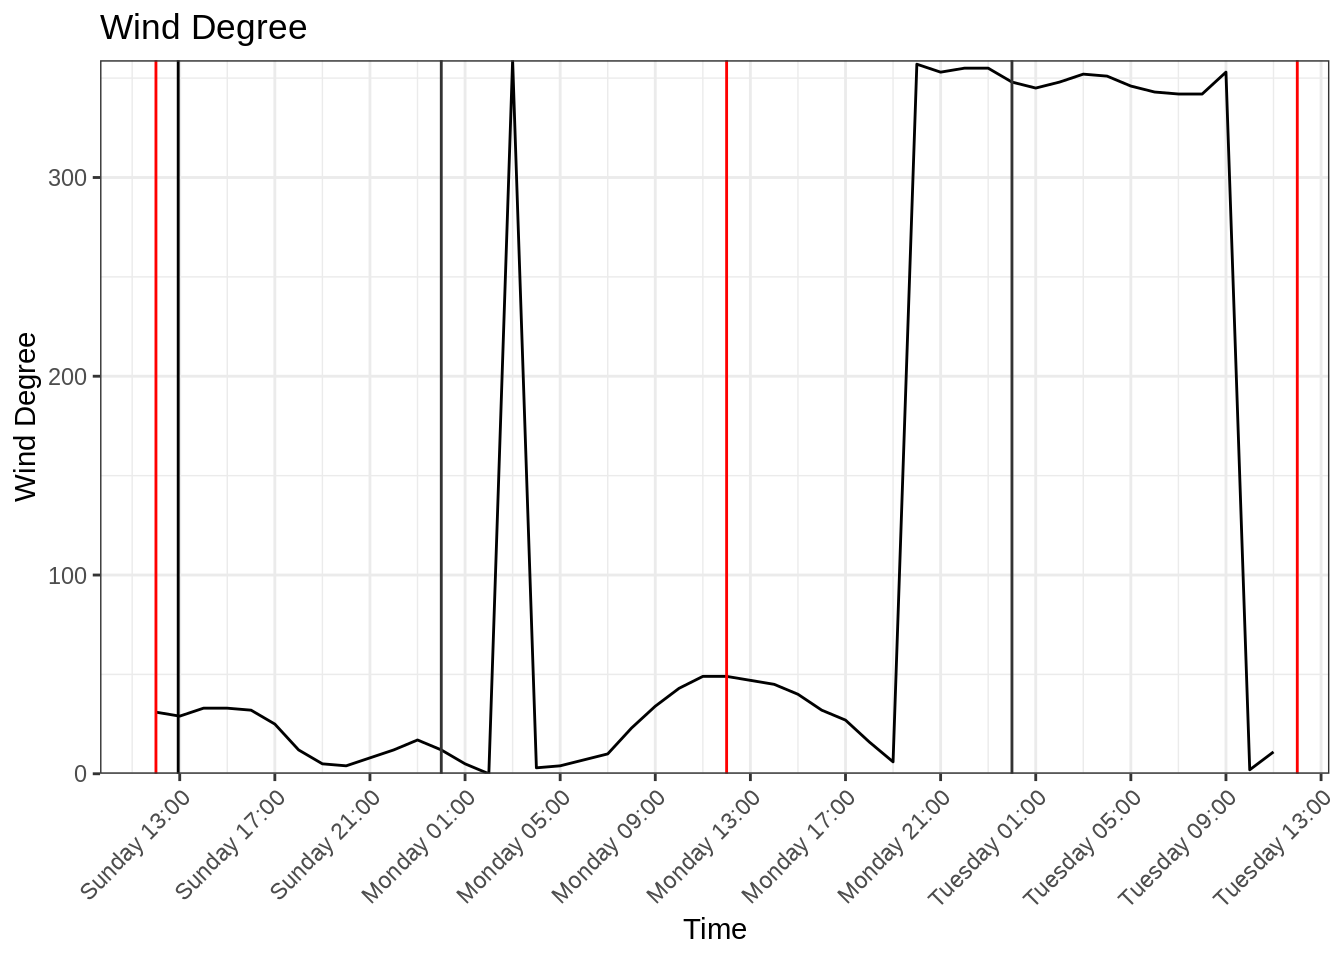 Wind Degree
Wind Degree
300
200
100
0
Sunday 13:00
Sunday 17:00
Sunday 21:00
Monday 01:00
Monday 05:00
Monday 09:00
Monday 13:00
Monday 17:00
Monday 21:00
Tuesday 01:00
Tuesday 05:00
Tuesday 09:00
Tuesday 13:00
Time